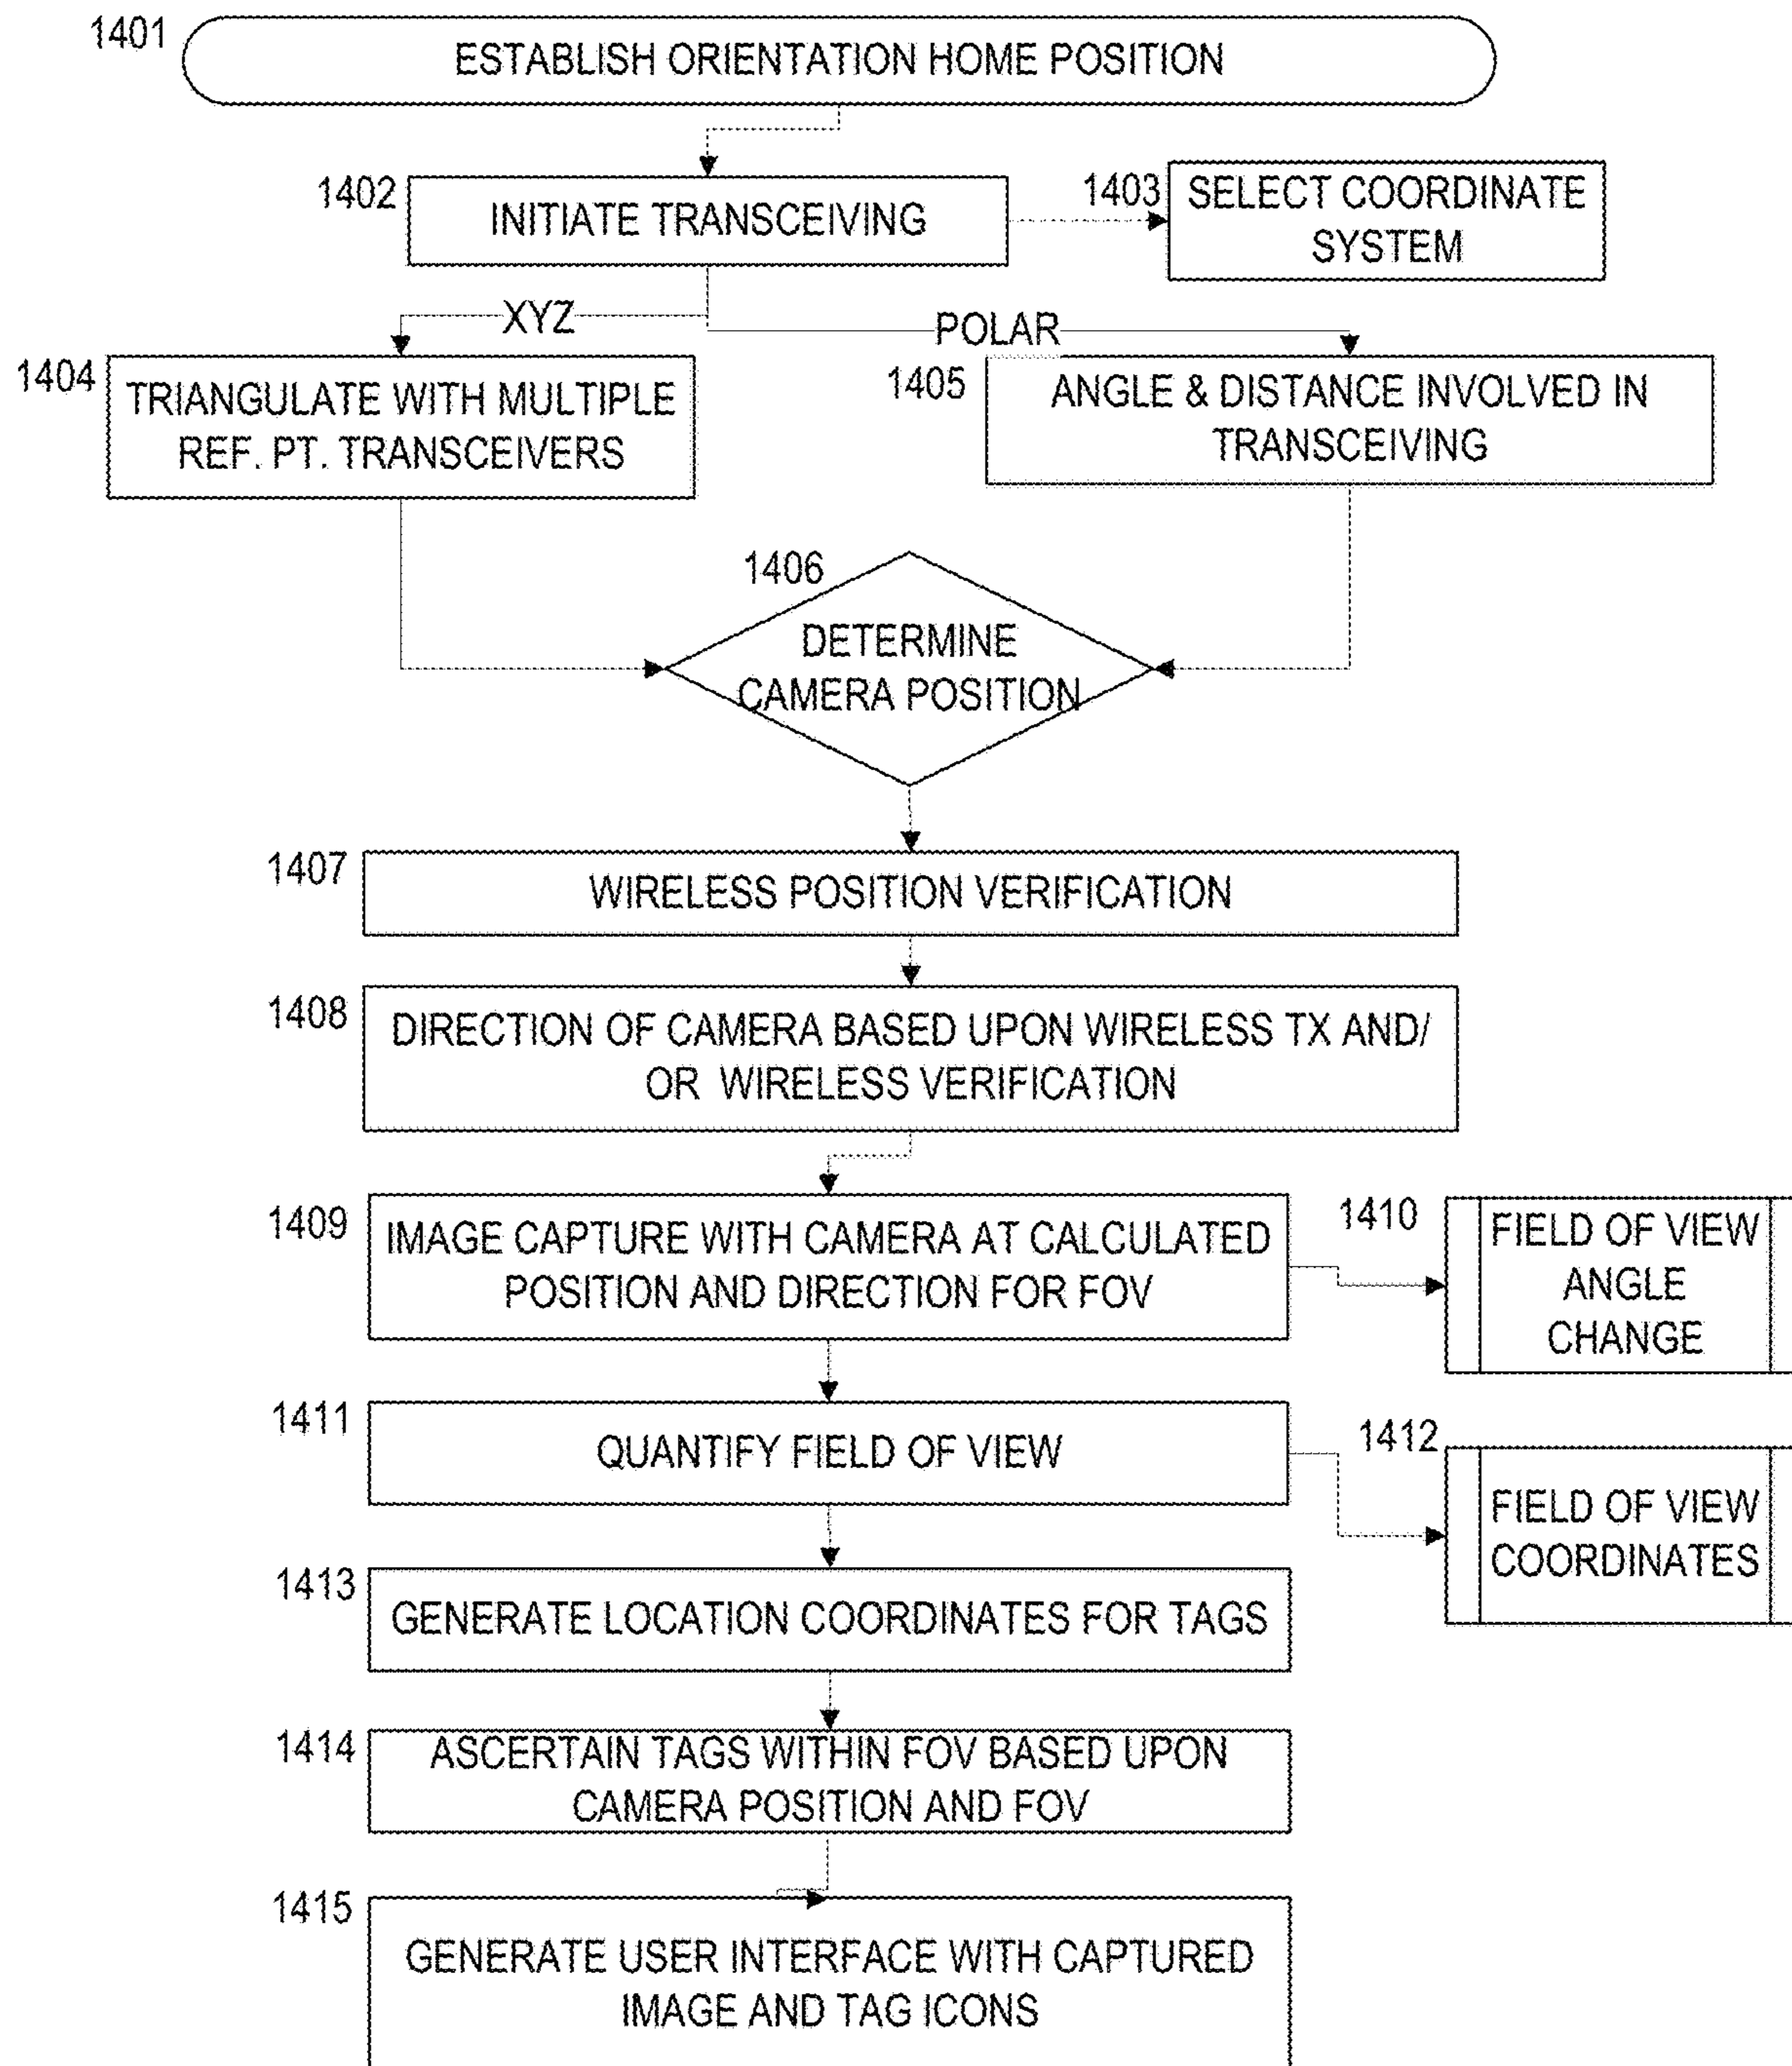 1401
ESTABLISH ORIENTATION HOME POSITION
1402
INITIATE TRANSCEIVING
1403
SELECT COORDINATE
SYSTEM
XYZ
POLAR
1404
TRIANGULATE WITH MULTIPLE
REF. PT. TRANSCEIVERS
1405
ANGLE & DISTANCE INVOLVED IN
TRANSCEIVING
1406
DETERMINE
CAMERA POSITION
1407
WIRELESS POSITION VERIFICATION
1408
DIRECTION OF CAMERA BASED UPON WIRELESS TX AND/
OR WIRELESS VERIFICATION
1409
IMAGE CAPTURE WITH CAMERA AT CALCULATED
POSITION AND DIRECTION FOR FOV
1410
FIELD OF VIEW
ANGLE
CHANGE
1411
QUANTIFY FIELD OF VIEW
1412
FIELD OF VIEW
COORDINATES
1413
GENERATE LOCATION COORDINATES FOR TAGS
1414
ASCERTAIN TAGS WITHIN FOV BASED UPON
CAMERA POSITION AND FOV
1415
GENERATE USER INTERFACE WITH CAPTURED
IMAGE AND TAG ICONS